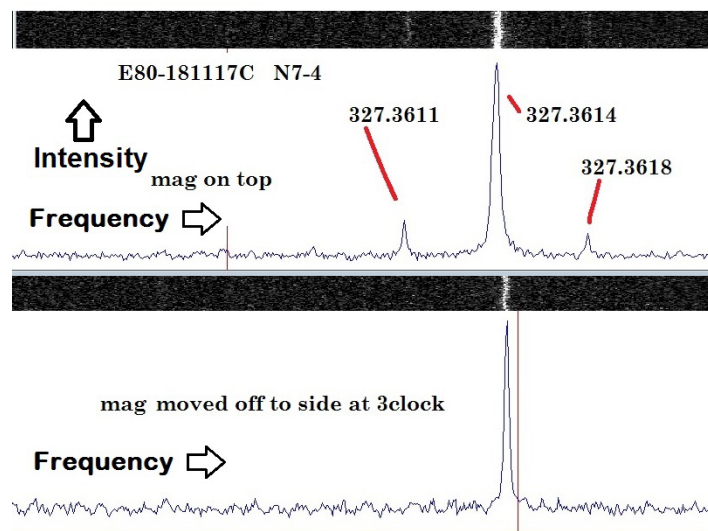 E80-181117C N7-4
327.3611
327.3614
Intensity
327.3618
mag on top
Frequency
mag moved off to side at 3clock
Frequency